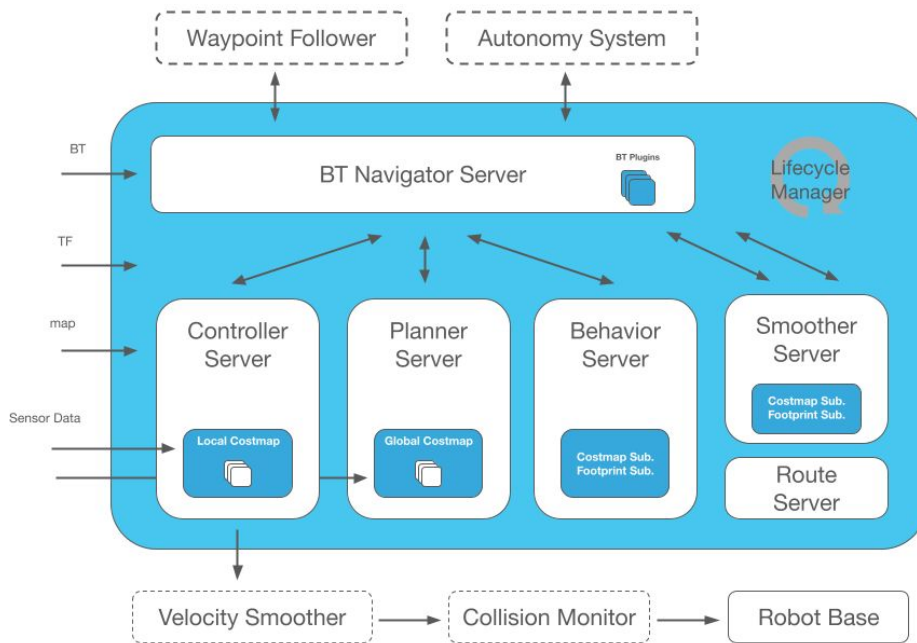 Waypoint Follower
Autonomy System
BT
BT Navigator Server
BT Plugins
Lifecycle
Manager
TF
map
Sensor Data
Controller
Server
Local Costmap
Planner
Server
Global Costmap
Behavior
Server
Costmap Sub.
Footprint Sub.
Smoother
Server
Costmap Sub.
Footprint Sub.
Route
Server
Velocity Smoother
Collision Monitor
Robot Base